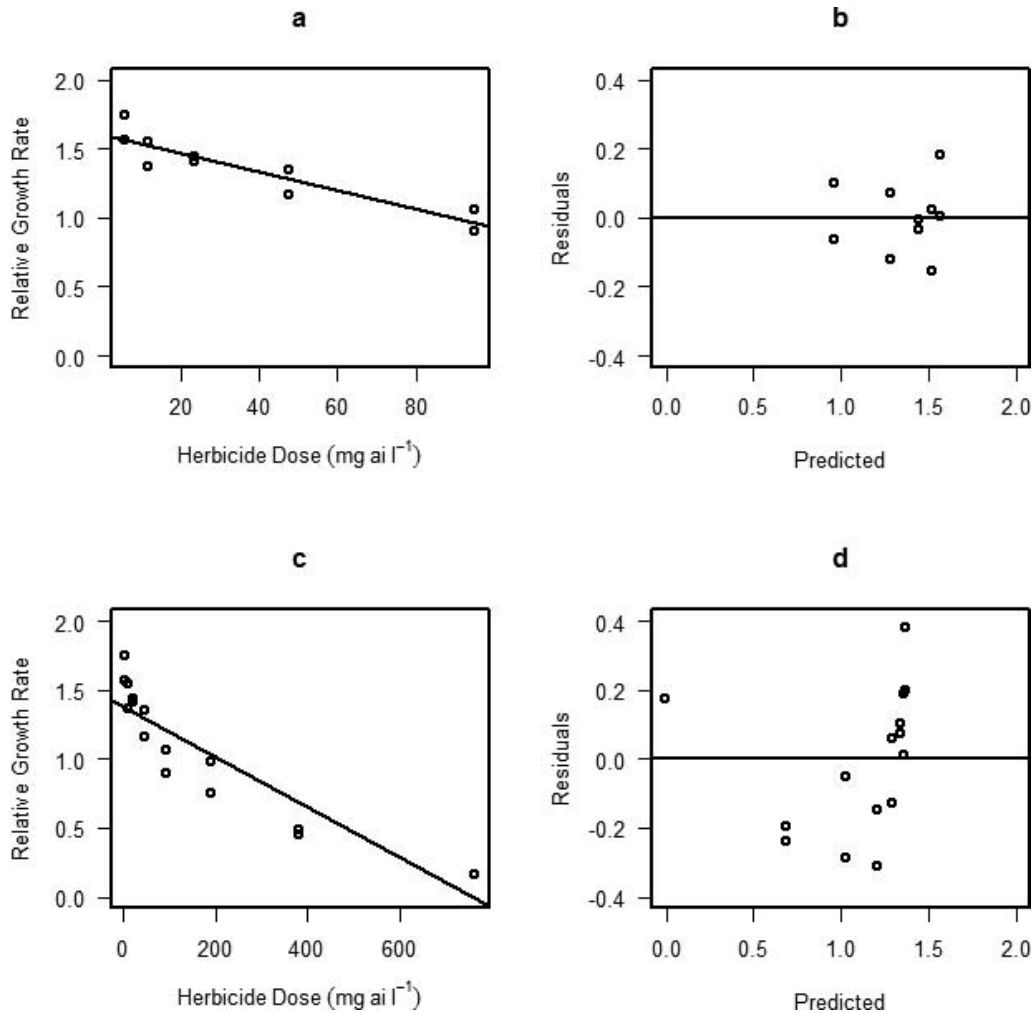 a
2.0
1.5
1.0
0.5
0.0
Relative Growth Rate
20 40 60 80
Herbicide Dose (mg ai l⁻¹)
b
0.4
0.2
0.0
-0.2
-0.4
Residuals
0.0 0.5 1.0 1.5 2.0
Predicted
c
2.0
1.5
1.0
0.5
0.0
Relative Growth Rate
0 200 400 600
Herbicide Dose (mg ai l⁻¹)
d
0.4
0.2
0.0
-0.2
-0.4
Residuals
0.0 0.5 1.0 1.5 2.0
Predicted